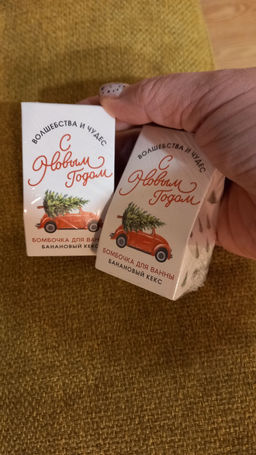 ВОЛШЕБСТВА И ЧУДЕС
С
Новым
Годом
БОМБОЧКА ДЛЯ ВАННЫ
БАНАНОВЫЙ КЕКС
ВОЛШЕБСТВА И ЧУДЕС
С
Новым
Годом
БОМБОЧКА ДЛЯ ВАННЫ
БАНАНОВЫЙ КЕКС